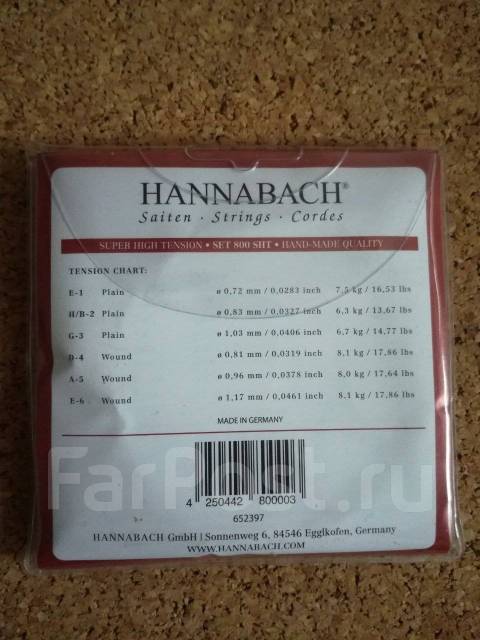 HANNABACH®
Saiten · Strings · Cordes
SUPER HIGH TENSION • SET 800 SHT • HAND-MADE QUALITY
TENSION CHART:
E-1 Plain ø 0,72 mm / 0,0283 inch 7,5 kg / 16,53 lbs
H/B-2 Plain ø 0,83 mm / 0,0327 inch 6,3 kg / 13,67 lbs
G-3 Plain ø 1,03 mm / 0,0406 inch 6,7 kg / 14,77 lbs
D-4 Wound ø 0,81 mm / 0,0319 inch 8,1 kg / 17,86 lbs
A-5 Wound ø 0,96 mm / 0,0378 inch 8,0 kg / 17,64 lbs
E-6 Wound ø 1,17 mm / 0,0461 inch 8,1 kg / 17,86 lbs
MADE IN GERMANY
4 250442 800003
652397
FarPost.ru
HANNABACH GmbH | Sonnenweg 6, 84546 Egglkofen, Germany
WWW.HANNABACH.COM